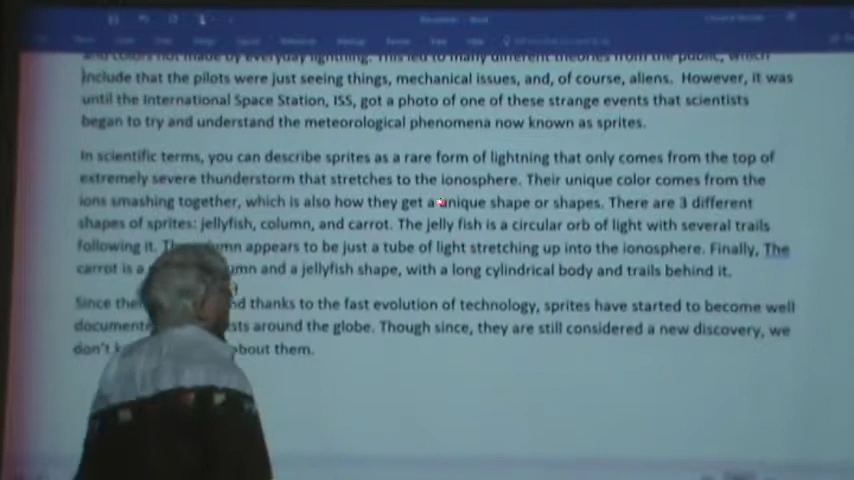 and colors not made by everyday lightning. This led to many different theories from the public, which
include that the pilots were just seeing things, mechanical issues, and, of course, aliens. However, it was
until the International Space Station, ISS, got a photo of one of these strange events that scientists
began to try and understand the meteorological phenomena now known as sprites.
In scientific terms, you can describe sprites as a rare form of lightning that only comes from the top of
extremely severe thunderstorm that stretches to the ionosphere. Their unique color comes from the
ions smashing together, which is also how they get a unique shape or shapes. There are 3 different
shapes of sprites: jellyfish, column, and carrot. The jelly fish is a circular orb of light with several trails
following it. The column appears to be just a tube of light stretching up into the ionosphere. Finally, The
carrot is a and a jellyfish shape, with a long cylindrical body and trails behind it.
Since thanks to the fast evolution of technology, sprites have started to become well
around the globe. Though since, they are still considered a new discovery, we
don't about them.